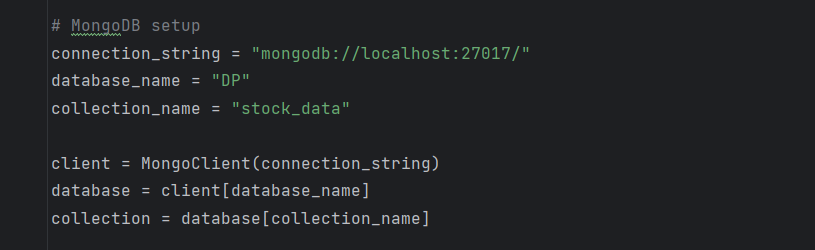 # MongoDB setup
connection_string = "mongodb://localhost:27017/"
database_name = "DP"
collection_name = "stock_data"
client = MongoClient(connection_string)
database = client[database_name]
collection = database[collection_name]